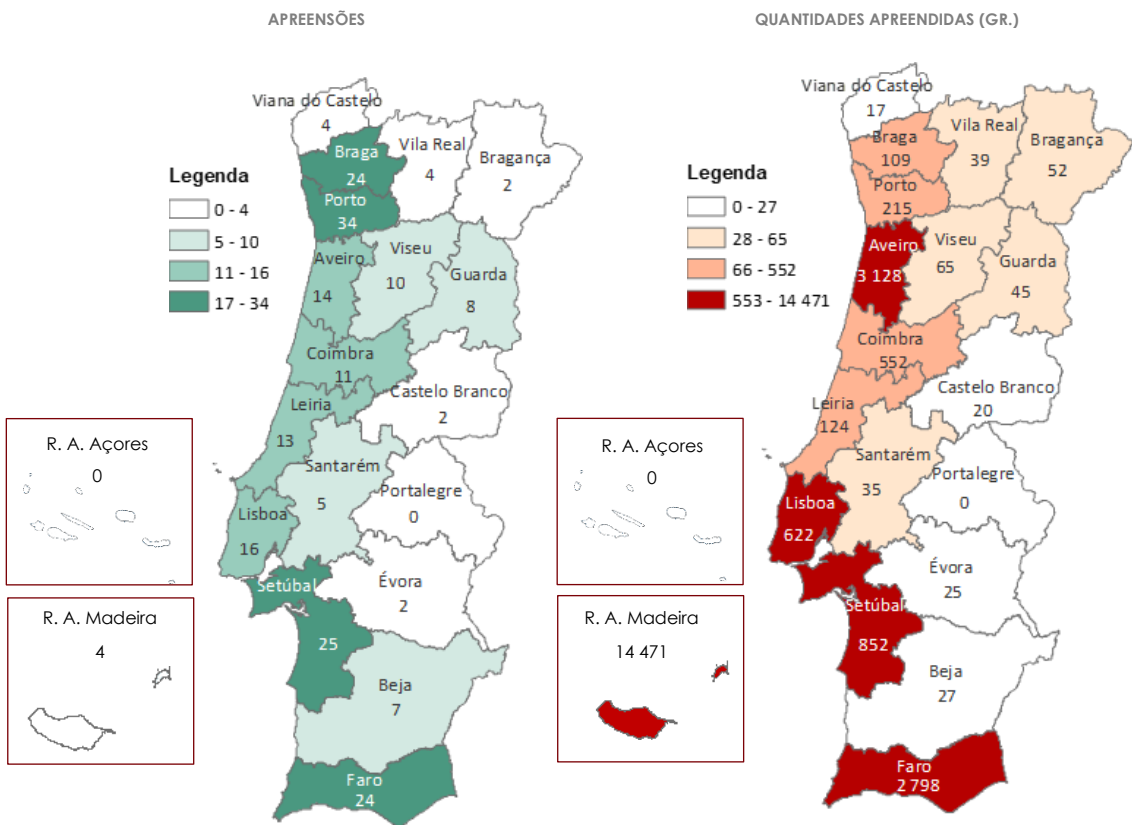 APREENSÕES
Viana do Castelo
4
Braga
24
Vila Real
4
Bragança
2
Legenda
0 - 4
5 - 10
11 - 16
17 - 34
Porto
34
Aveiro
14
Viseu
10
Guarda
8
Coimbra
11
Castelo Branco
2
Leiria
13
Santarém
5
Portalegre
0
Lisboa
16
Setúbal
25
Évora
2
Beja
7
Faro
24
R. A. Açores
0
R. A. Madeira
4
QUANTIDADES APREENDIDAS (GR.)
Viana do Castelo
17
Braga
109
Vila Real
39
Bragança
52
Legenda
0 - 27
28 - 65
66 - 552
553 - 14 471
Porto
215
Aveiro
3 128
Viseu
65
Guarda
45
Coimbra
552
Castelo Branco
20
Leiria
124
Santarém
35
Portalegre
0
Lisboa
622
Setúbal
852
Évora
25
Beja
27
Faro
2 798
R. A. Açores
0
R. A. Madeira
14 471